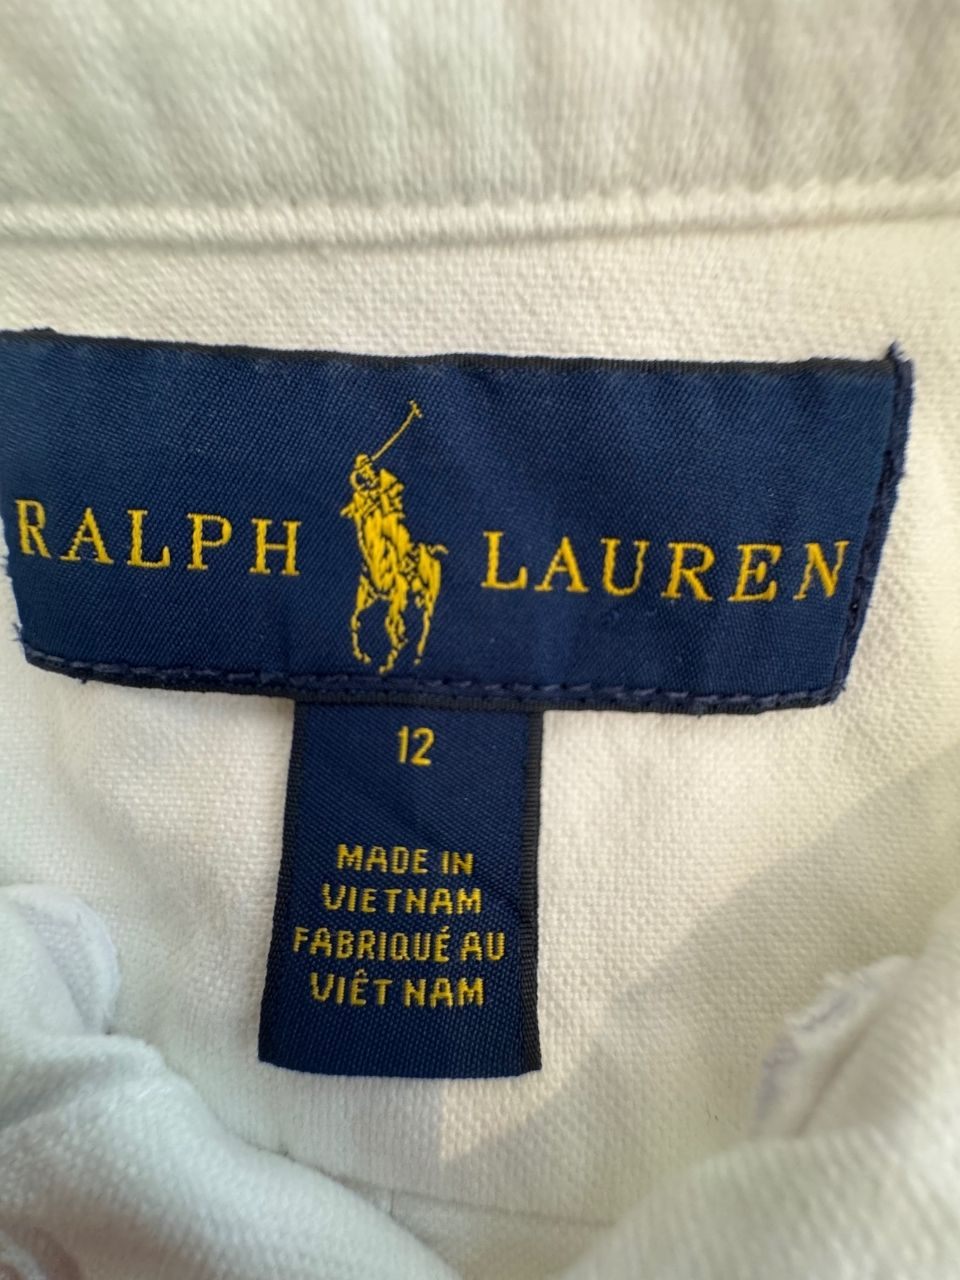 RALPH LAUREN
12
MADE IN
VIETNAM
FABRIQUÉ AU
VIÊT NAM